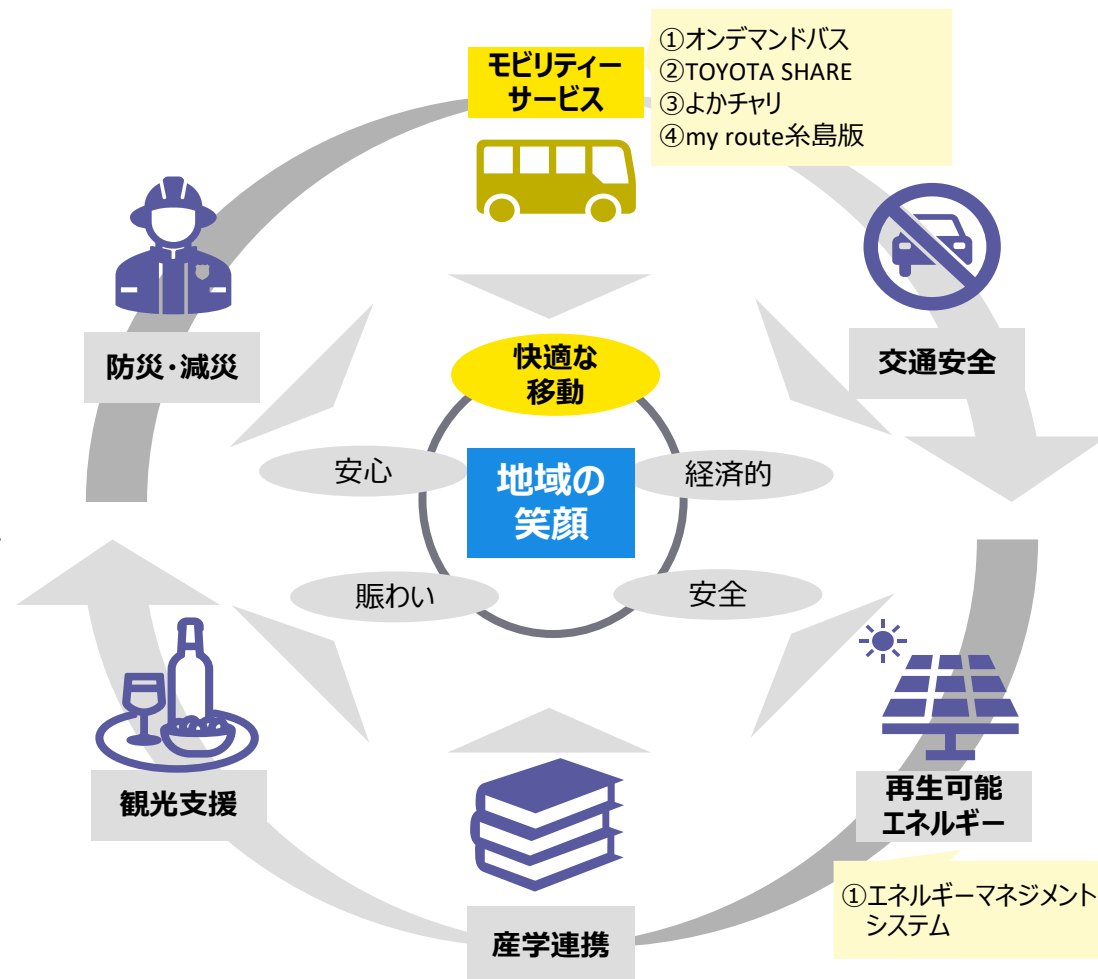 モビリティー
サービス
①オンデマンドバス
②TOYOTA SHARE
③よかチャリ
④my route糸島版
防災・減災
交通安全
快適な
移動
安心
経済的
地域の
笑顔
賑わい
安全
観光支援
再生可能
エネルギー
①エネルギーマネジメント
システム
産学連携